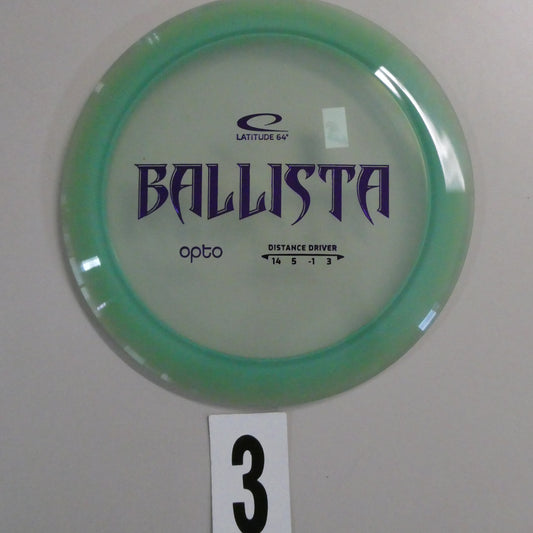 LATITUDE 64°
BALLISTA
opto
DISTANCE DRIVER
14 5 -1 3
3